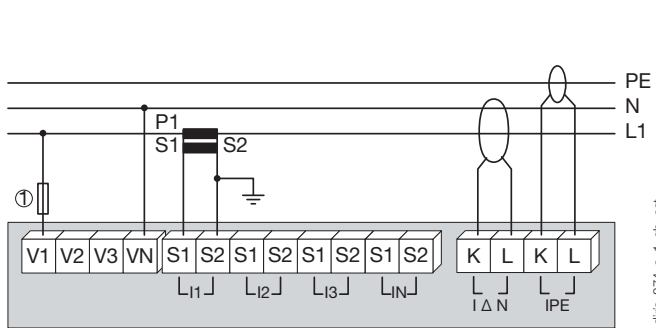 PE
N
L1
P1
S1 S2
①
V1 V2 V3 VN S1 S2 S1 S2 S1 S2 S1 S2 K L K L
I1 I2 I3 IN I Δ N IPE